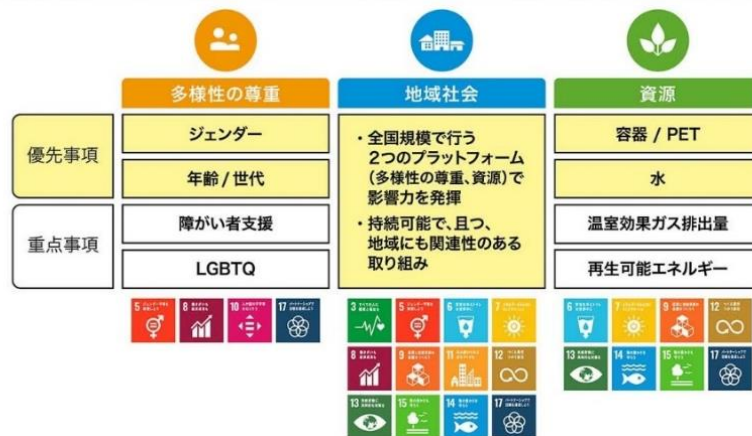 多様性の尊重
地域社会
資源
優先事項
ジェンダー
年齢 / 世代
・全国規模で行う
2つのプラットフォーム
(多様性の尊重、資源)で
影響力を発揮
・持続可能で、且つ、
地域にも関連性のある
取り組み
容器 / PET
水
重点事項
障がい者支援
LGBTQ
温室効果ガス排出量
再生可能エネルギー
5
8
10
17
3
5
6
7
8
9
11
12
13
15
14
17
6
7
9
12
13
14
15
17